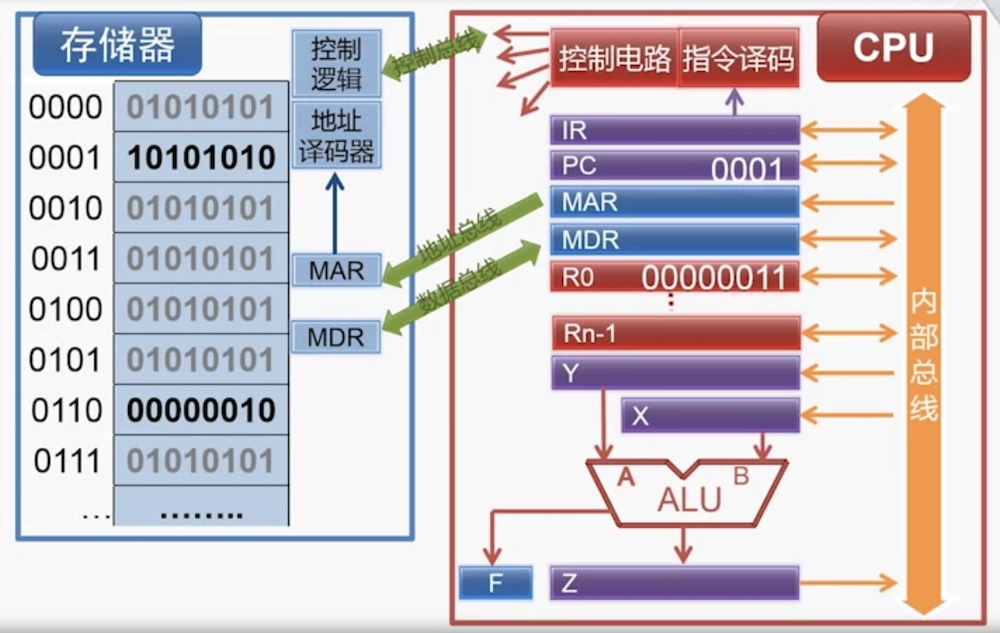 存储器
0000 01010101
0001 10101010
0010 01010101
0011 01010101
0100 01010101
0101 01010101
0110 00000010
0111 01010101
... ........
控制
逻辑
地址
译码器
MAR
MDR
控制总线
地址总线
数据总线
CPU
控制电路 指令译码
IR
PC 0001
MAR
MDR
R0 00000011
Rn-1
Y
X
A B
ALU
F
Z
内
部
总
线